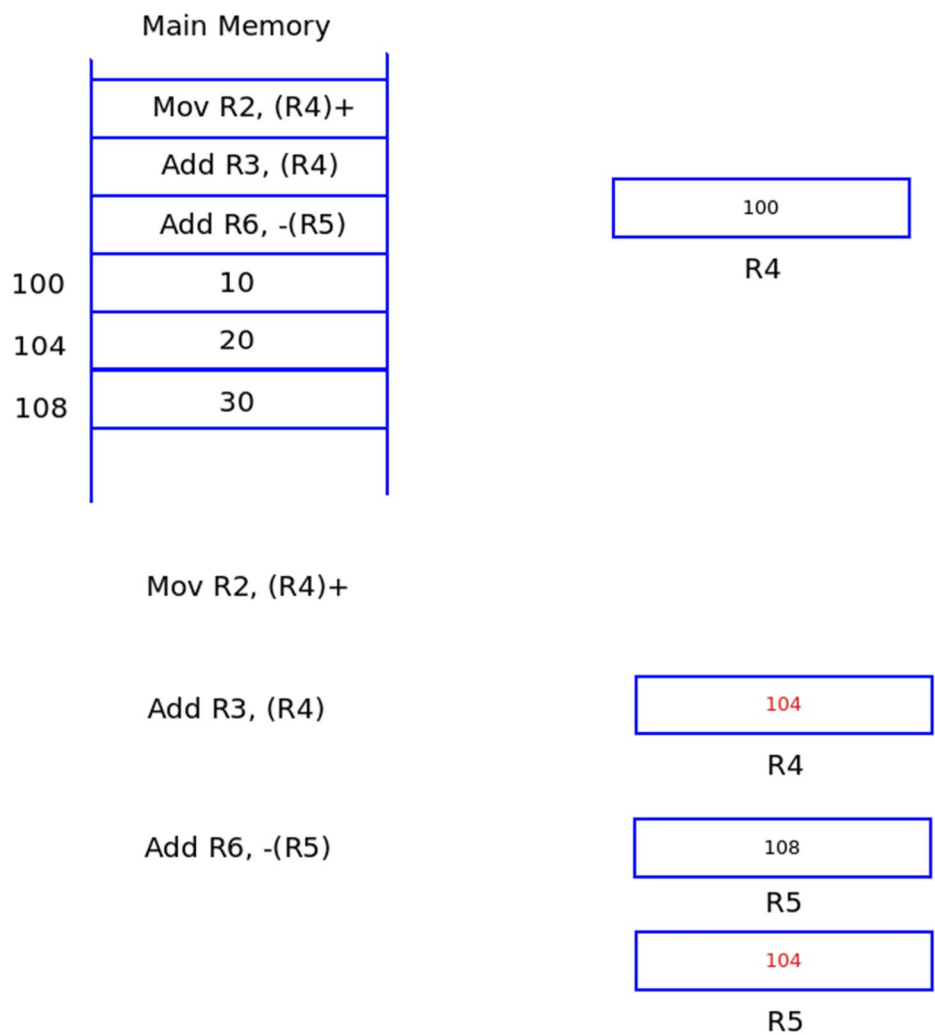 Main Memory
Mov R2, (R4)+
Add R3, (R4)
Add R6, -(R5)
100 10
104 20
108 30
100
R4
Mov R2, (R4)+
Add R3, (R4)
104
R4
Add R6, -(R5)
108
R5
104
R5